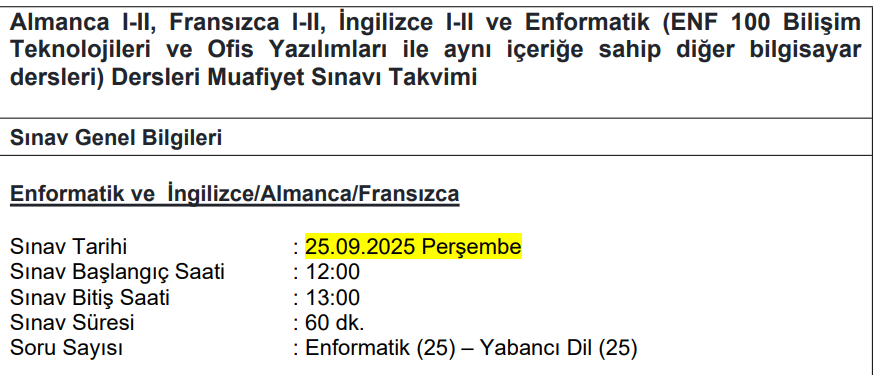 Almanca I-II, Fransızca I-II, İngilizce I-II ve Enformatik (ENF 100 Bilişim
Teknolojileri ve Ofis Yazılımları ile aynı içeriğe sahip diğer bilgisayar
dersleri) Dersleri Muafiyet Sınavı Takvimi
Sınav Genel Bilgileri
Enformatik ve İngilizce/Almanca/Fransızca
Sınav Tarihi : 25.09.2025 Perşembe
Sınav Başlangıç Saati : 12:00
Sınav Bitiş Saati : 13:00
Sınav Süresi : 60 dk.
Soru Sayısı : Enformatik (25) – Yabancı Dil (25)